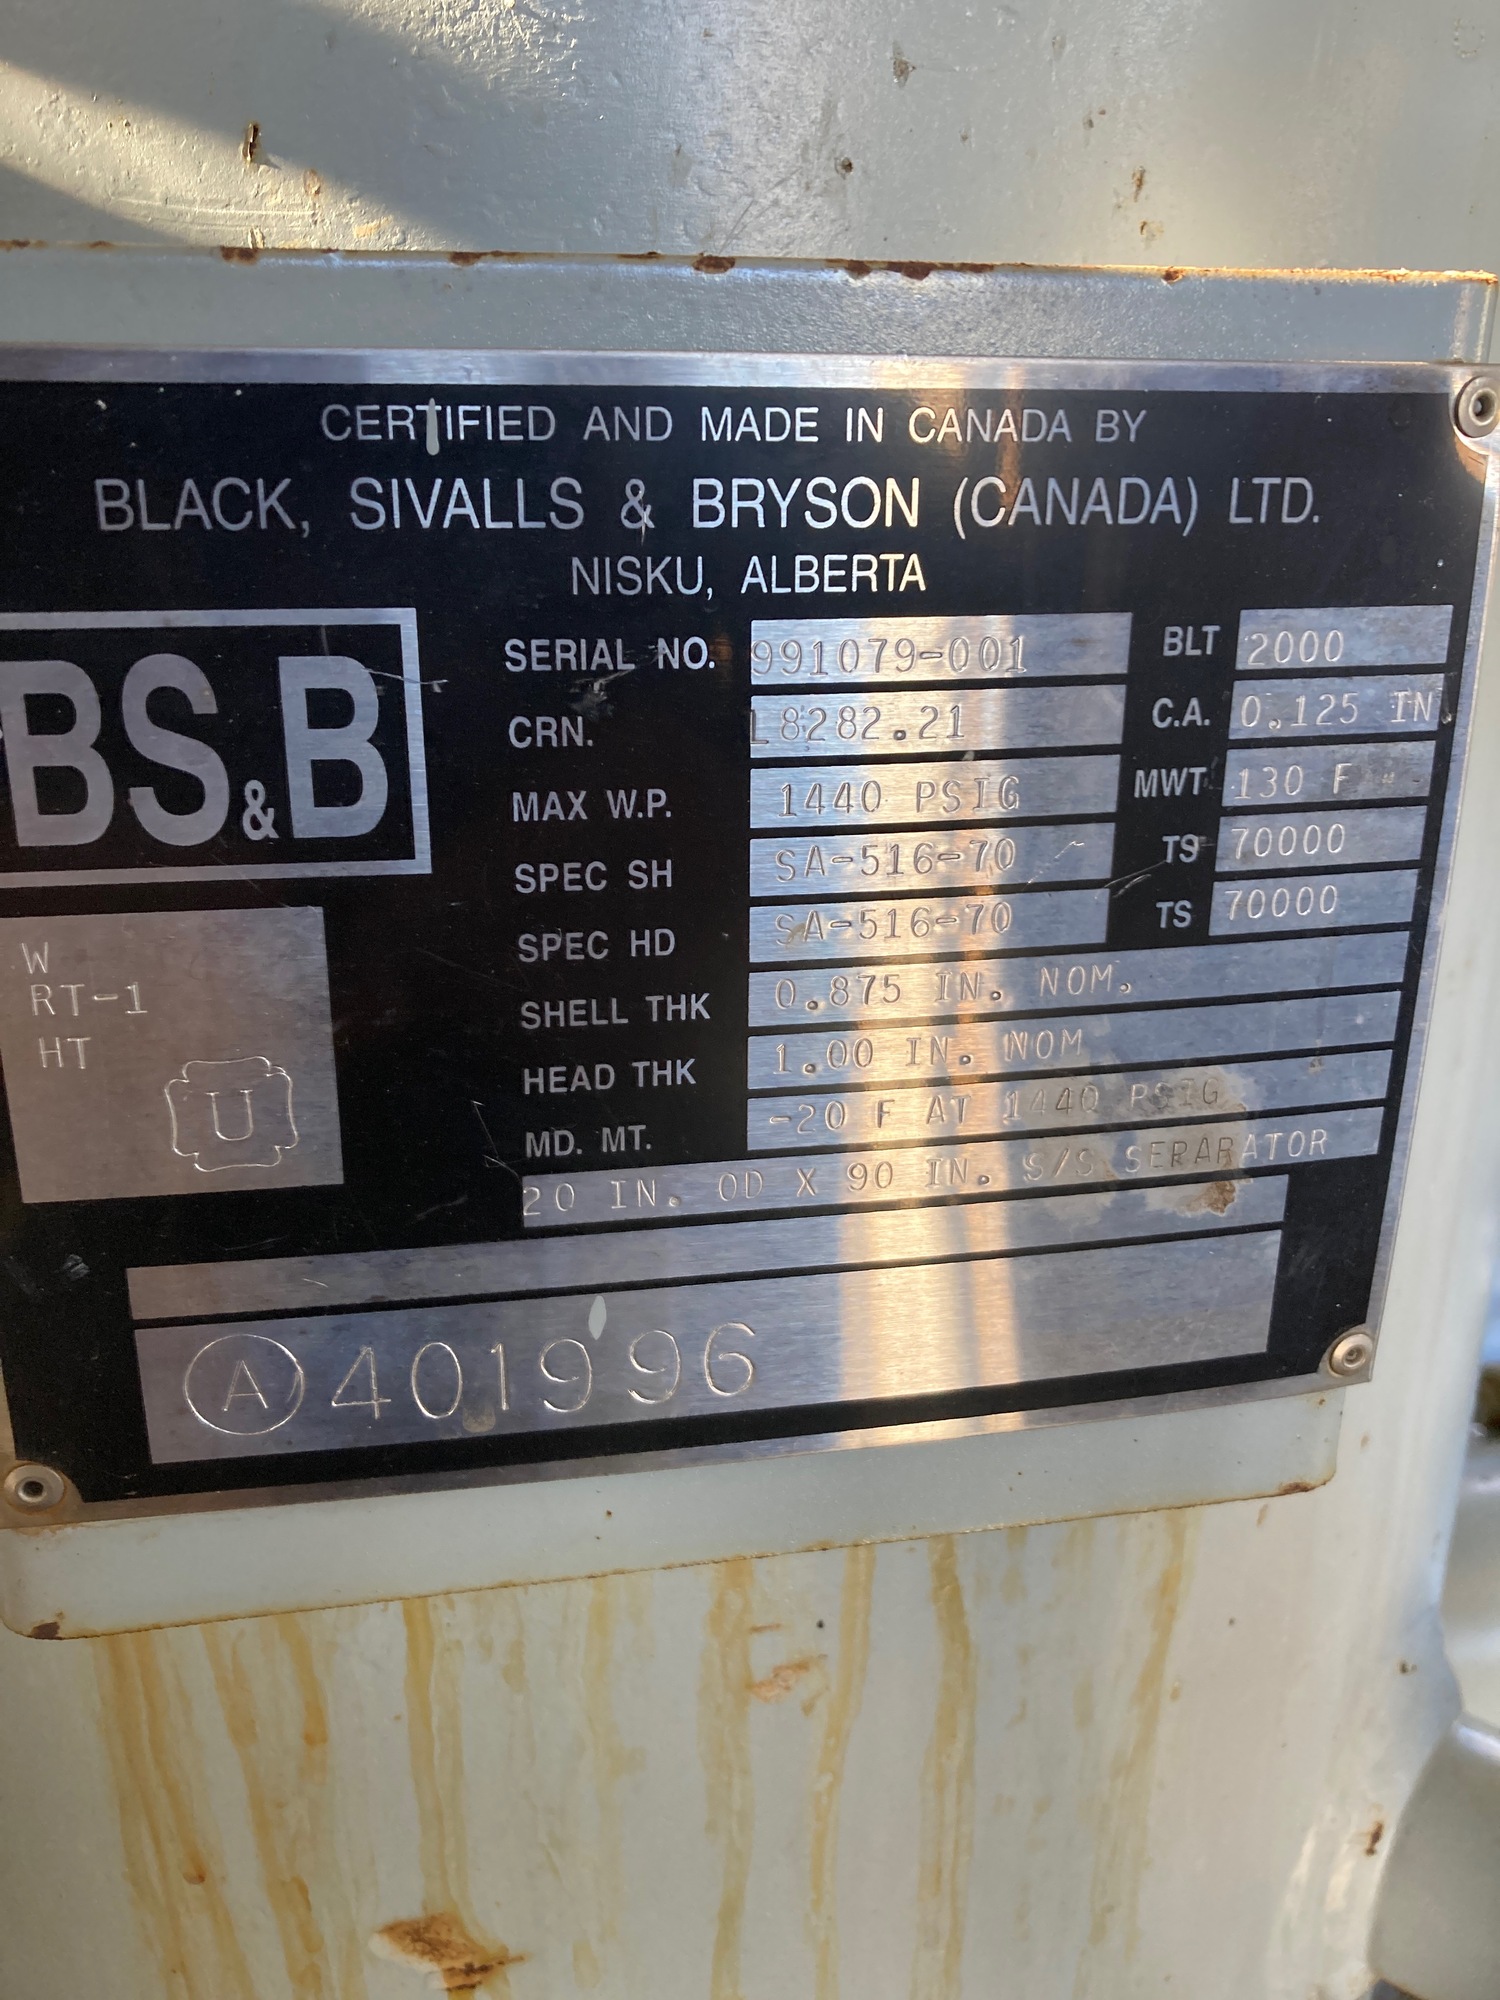 CERTIFIED AND MADE IN CANADA BY
BLACK, SIVALLS & BRYSON (CANADA) LTD.
NISKU, ALBERTA
BS&B
W
RT-1
HT
U
SERIAL NO. 991079-001 BLT 2000
CRN. L8282.21 C.A. 0.125 IN
MAX W.P. 1440 PSIG MWT 130 F
SPEC SH SA-516-70 TS 70000
SPEC HD SA-516-70 TS 70000
SHELL THK 0.875 IN. NOM.
HEAD THK 1.00 IN. NOM
MD. MT. -20 F AT 1440 PSIG
20 IN. OD X 90 IN. S/S SERARATOR
A 401996